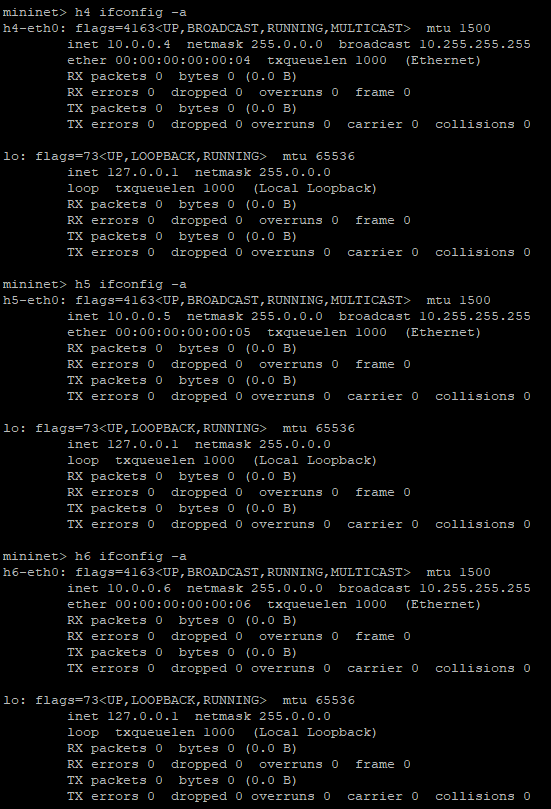 mininet> h4 ifconfig -a
h4-eth0: flags=4163<UP,BROADCAST,RUNNING,MULTICAST>  mtu 1500
        inet 10.0.0.4  netmask 255.0.0.0  broadcast 10.255.255.255
        ether 00:00:00:00:00:04  txqueuelen 1000  (Ethernet)
        RX packets 0  bytes 0 (0.0 B)
        RX errors 0  dropped 0  overruns 0  frame 0
        TX packets 0  bytes 0 (0.0 B)
        TX errors 0  dropped 0 overruns 0  carrier 0  collisions 0

lo: flags=73<UP,LOOPBACK,RUNNING>  mtu 65536
        inet 127.0.0.1  netmask 255.0.0.0
        loop  txqueuelen 1000  (Local Loopback)
        RX packets 0  bytes 0 (0.0 B)
        RX errors 0  dropped 0  overruns 0  frame 0
        TX packets 0  bytes 0 (0.0 B)
        TX errors 0  dropped 0 overruns 0  carrier 0  collisions 0

mininet> h5 ifconfig -a
h5-eth0: flags=4163<UP,BROADCAST,RUNNING,MULTICAST>  mtu 1500
        inet 10.0.0.5  netmask 255.0.0.0  broadcast 10.255.255.255
        ether 00:00:00:00:00:05  txqueuelen 1000  (Ethernet)
        RX packets 0  bytes 0 (0.0 B)
        RX errors 0  dropped 0  overruns 0  frame 0
        TX packets 0  bytes 0 (0.0 B)
        TX errors 0  dropped 0 overruns 0  carrier 0  collisions 0

lo: flags=73<UP,LOOPBACK,RUNNING>  mtu 65536
        inet 127.0.0.1  netmask 255.0.0.0
        loop  txqueuelen 1000  (Local Loopback)
        RX packets 0  bytes 0 (0.0 B)
        RX errors 0  dropped 0  overruns 0  frame 0
        TX packets 0  bytes 0 (0.0 B)
        TX errors 0  dropped 0 overruns 0  carrier 0  collisions 0

mininet> h6 ifconfig -a
h6-eth0: flags=4163<UP,BROADCAST,RUNNING,MULTICAST>  mtu 1500
        inet 10.0.0.6  netmask 255.0.0.0  broadcast 10.255.255.255
        ether 00:00:00:00:00:06  txqueuelen 1000  (Ethernet)
        RX packets 0  bytes 0 (0.0 B)
        RX errors 0  dropped 0  overruns 0  frame 0
        TX packets 0  bytes 0 (0.0 B)
        TX errors 0  dropped 0 overruns 0  carrier 0  collisions 0

lo: flags=73<UP,LOOPBACK,RUNNING>  mtu 65536
        inet 127.0.0.1  netmask 255.0.0.0
        loop  txqueuelen 1000  (Local Loopback)
        RX packets 0  bytes 0 (0.0 B)
        RX errors 0  dropped 0  overruns 0  frame 0
        TX packets 0  bytes 0 (0.0 B)
        TX errors 0  dropped 0 overruns 0  carrier 0  collisions 0